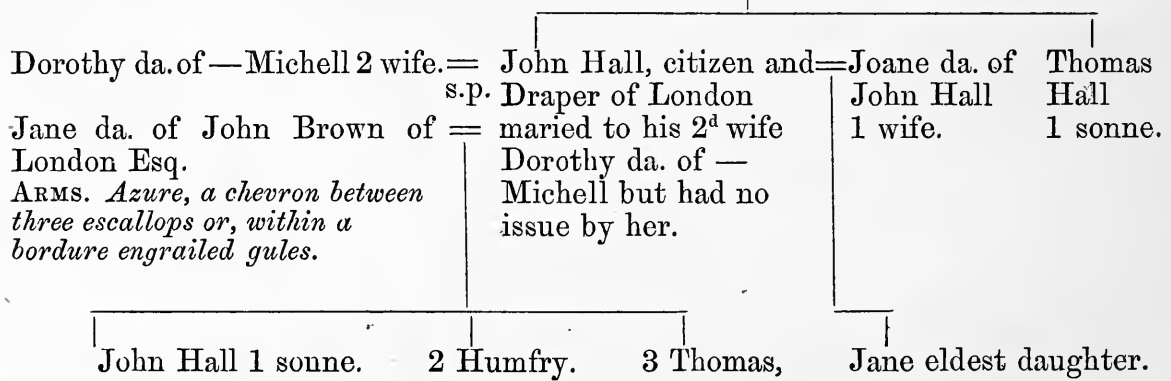 Dorothy da. of — Michell 2 wife. = John Hall, citizen and = Joane da. of Thomas
s.p. Draper of London John Hall Hall
Jane da. of John Brown of = maried to his 2d wife 1 wife. 1 sonne.
London Esq. Dorothy da. of —
ARMS. Azure, a chevron between Michell but had no
three escallops or, within a issue by her.
bordure engrailed gules.
John Hall 1 sonne. 2 Humfry. 3 Thomas, Jane eldest daughter.